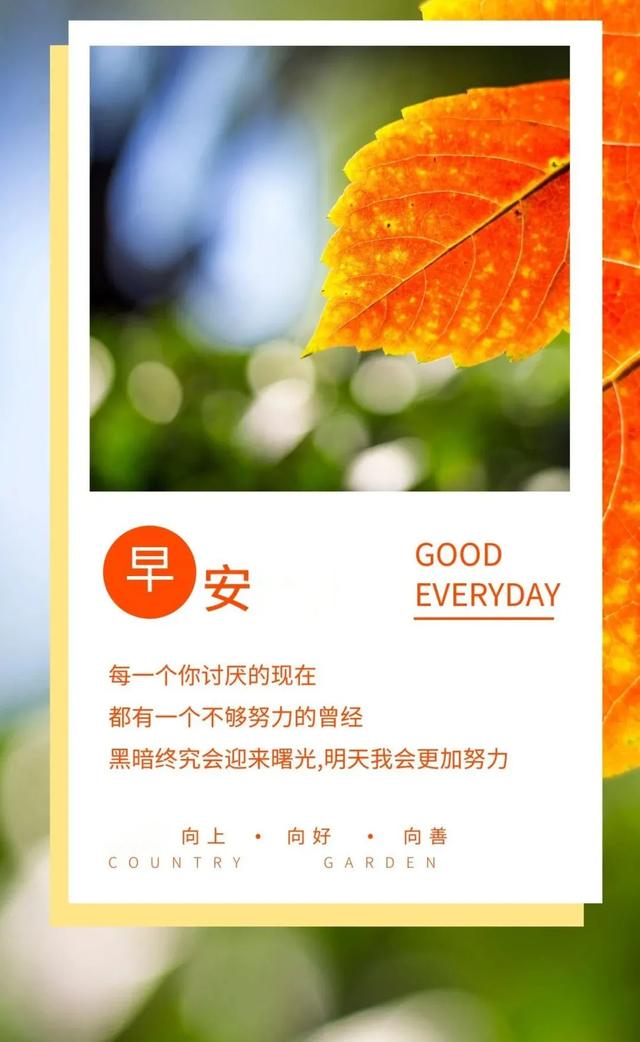 早安
GOOD
EVERYDAY
每一个你讨厌的现在
都有一个不够努力的曾经
黑暗终究会迎来曙光,明天我会更加努力
向上 • 向好 • 向善
COUNTRY GARDEN